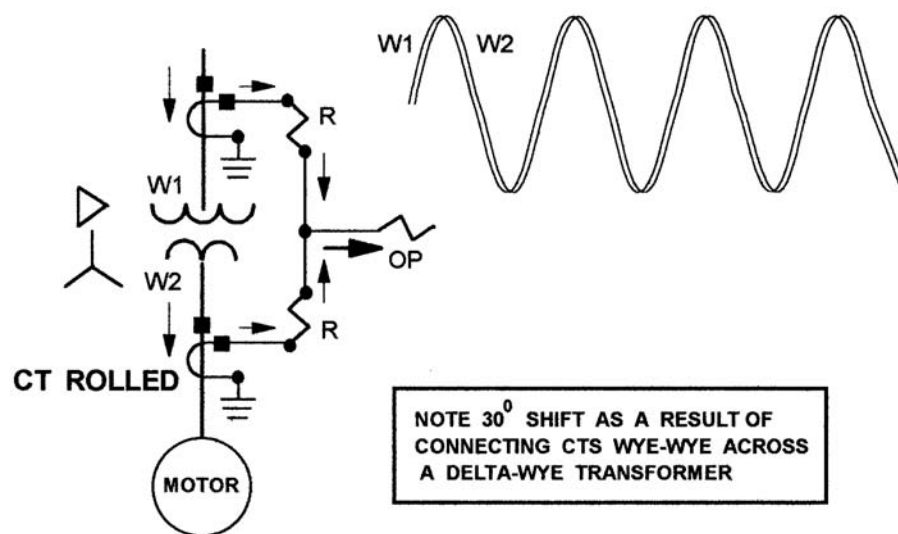 W1 W2
R
W1
OP
W2
R
CT ROLLED
MOTOR
NOTE 30⁰ SHIFT AS A RESULT OF
CONNECTING CTS WYE-WYE ACROSS
A DELTA-WYE TRANSFORMER